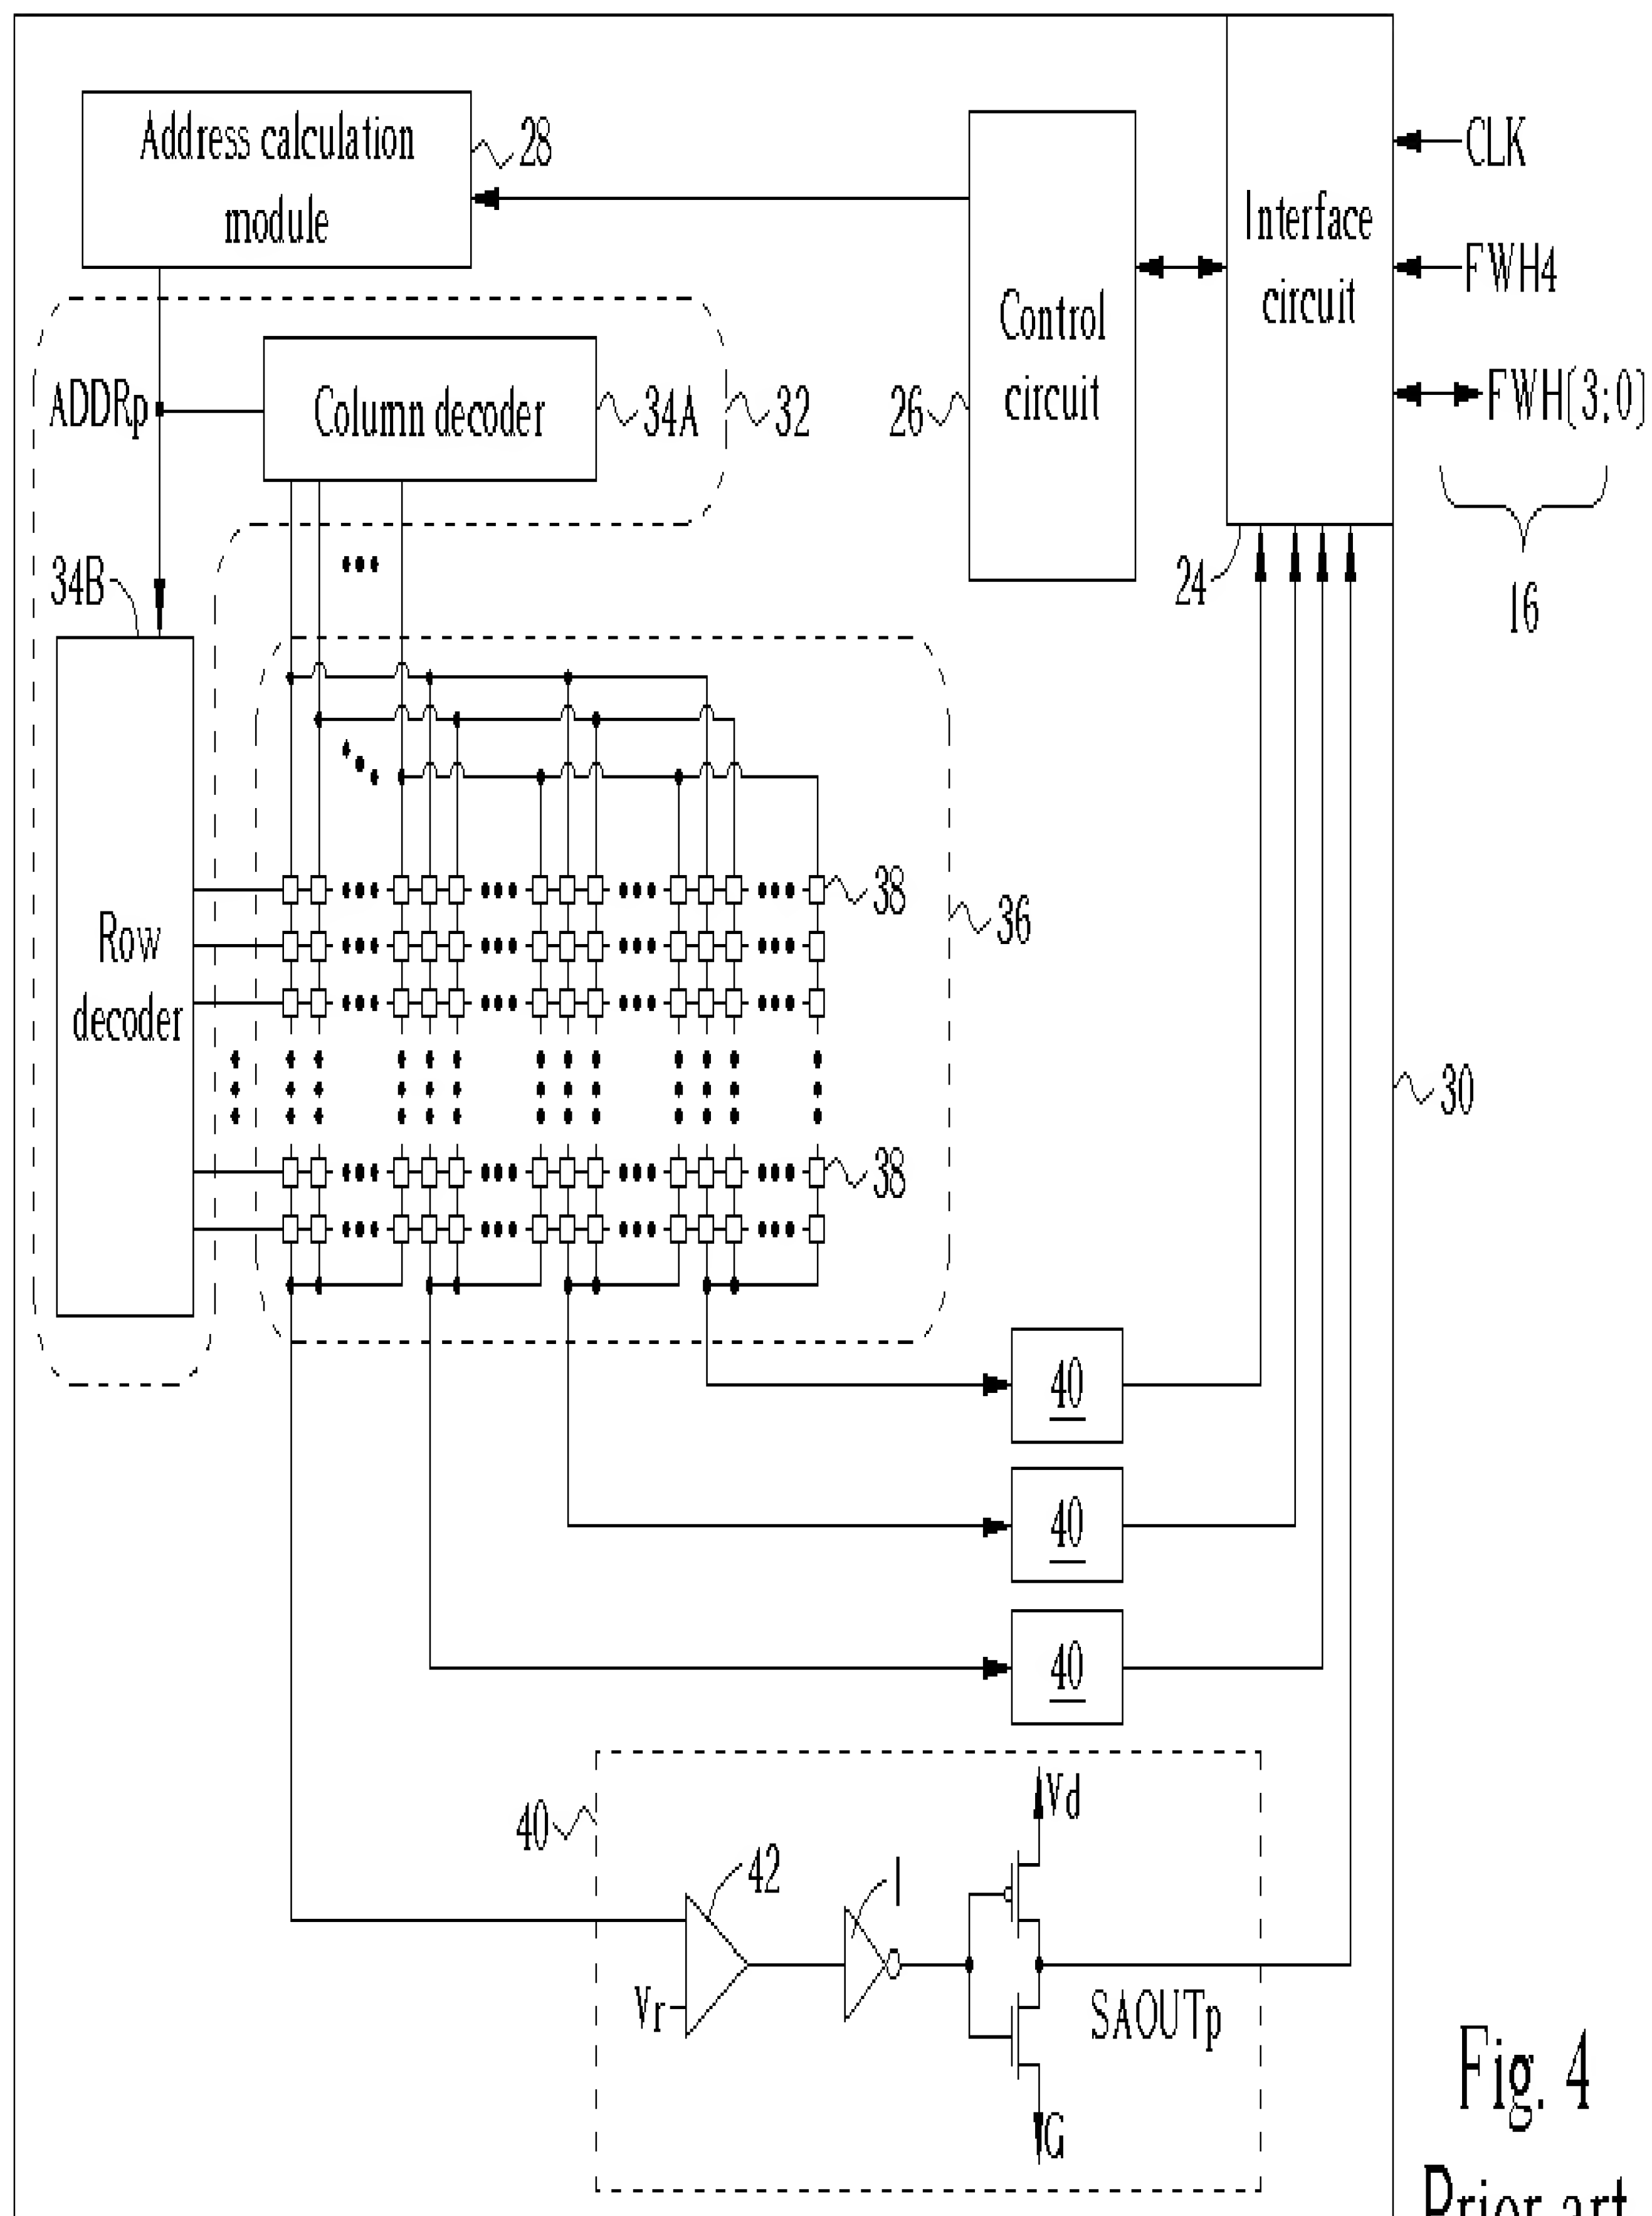 Address calculation
module
28
CLK
Interface
circuit
FWH4
Control
circuit
FWH(3;0)
ADDRp
Column decoder
34A
32
26
34B
24
16
38
36
Row
decoder
30
38
40
40
40
40
Vd
42
I
Vr
SAOUTp
G
Fig. 4
Prior art